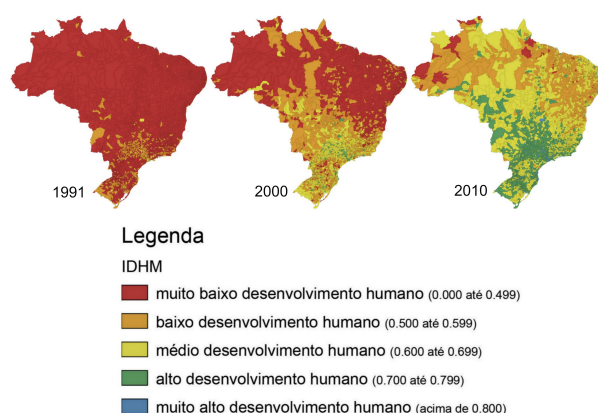 1991
2000
2010
Legenda
IDHM
muito baixo desenvolvimento humano (0.000 até 0.499)
baixo desenvolvimento humano (0.500 até 0.599)
médio desenvolvimento humano (0.600 até 0.699)
alto desenvolvimento humano (0.700 até 0.799)
muito alto desenvolvimento humano (acima de 0.800)